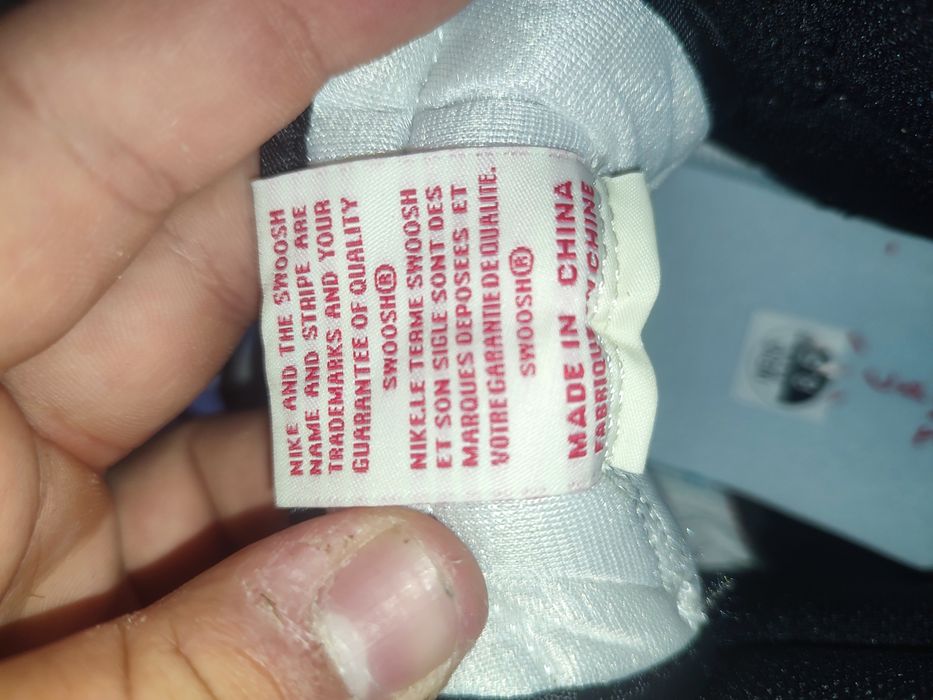 NIKE AND THE SWOOSH
NAME AND STRIPE ARE
TRADEMARKS AND YOUR
GUARANTEE OF QUALITY
SWOOSH®
NIKE.LE TERME SWOOSH
ET SON SIGLE SONT DES
MARQUES DEPOSEES ET
VOTRE GARANTIE DE QUALITE.
SWOOSH®
MADE IN CHINA
CHINE